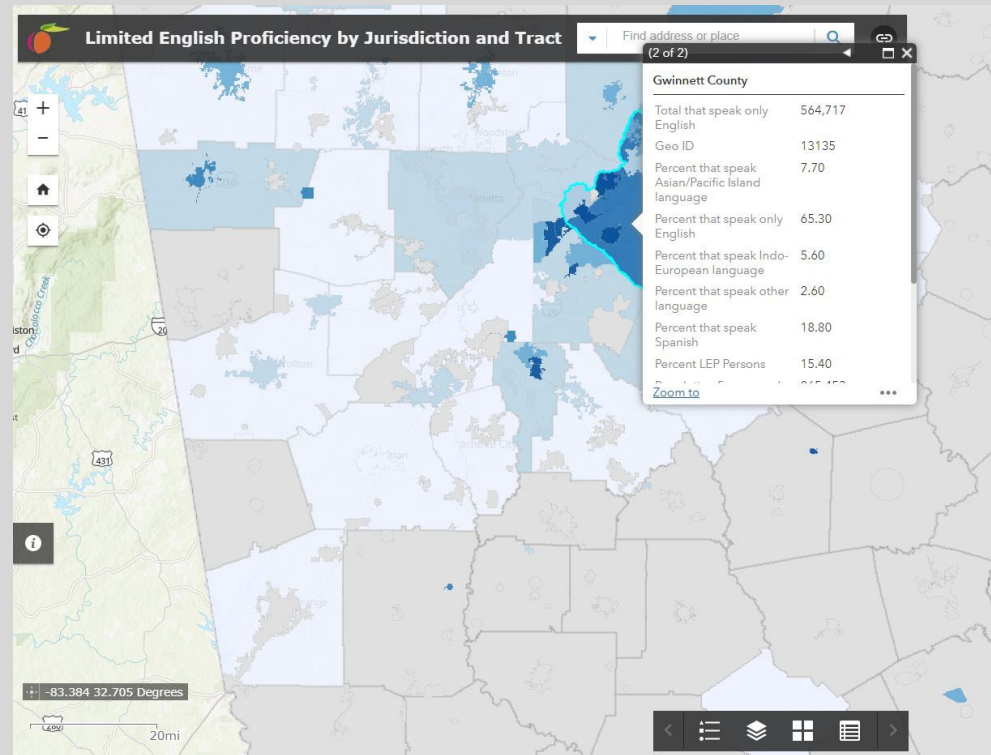 Limited English Proficiency by Jurisdiction and Tract
Find address or place
(2 of 2)
Gwinnett County
Total that speak only
English
564,717
Geo ID
13135
Percent that speak
Asian/Pacific Island
language
7.70
Percent that speak only
English
65.30
Percent that speak Indo-
European language
5.60
Percent that speak other
language
2.60
Percent that speak
Spanish
18.80
Percent LEP Persons
15.40
Zoom to
41
+
−
Choccolocco Creek
20
431
-83.384 32.705 Degrees
280
20mi